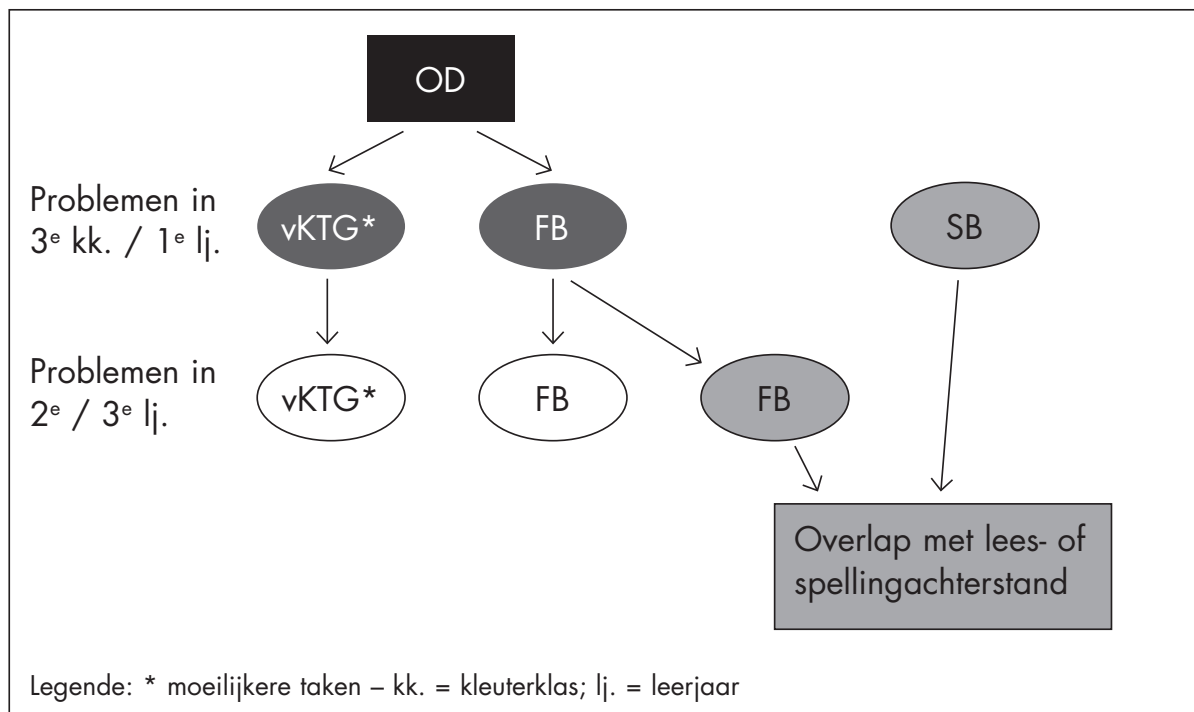 OD
Problemen in
3e kk. / 1e lj.
vKTG*
FB
SB
Problemen in
2e / 3e lj.
vKTG*
FB
FB
Overlap met lees- of
spellingachterstand
Legende: * moeilijkere taken – kk. = kleuterklas; lj. = leerjaar